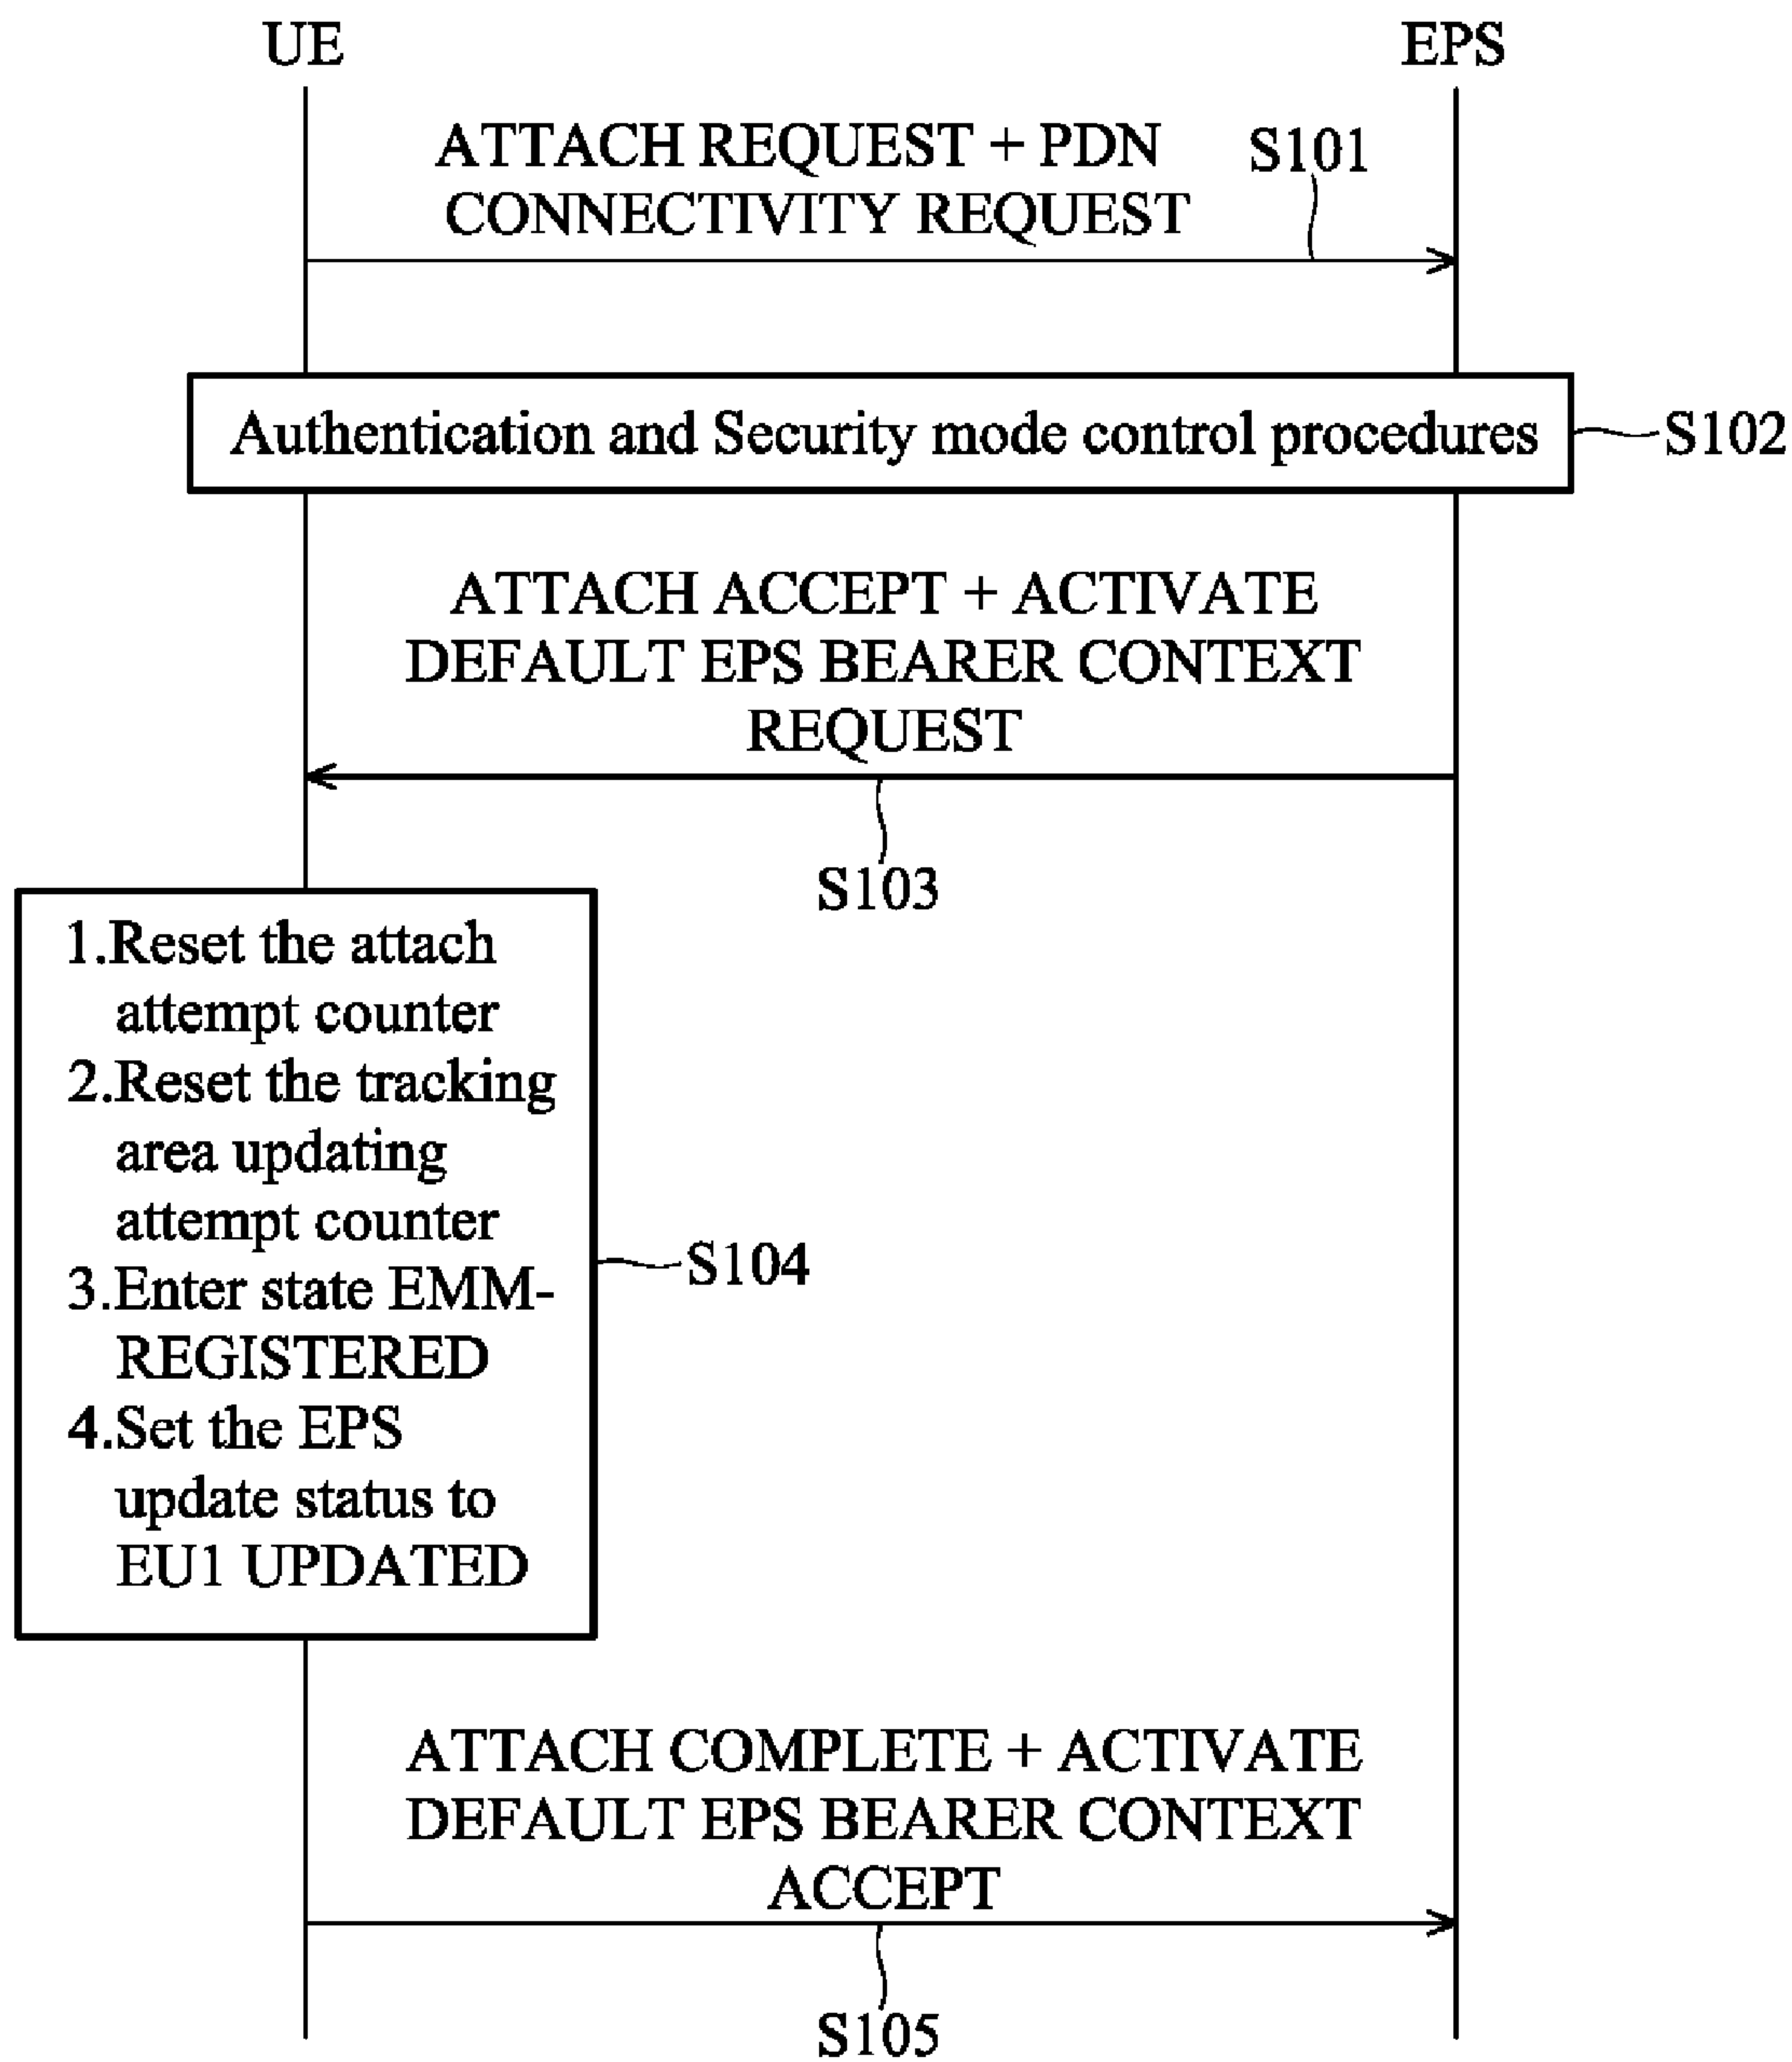 UE
EPS
ATTACH REQUEST + PDN
CONNECTIVITY REQUEST
S101
Authentication and Security mode control procedures
S102
ATTACH ACCEPT + ACTIVATE
DEFAULT EPS BEARER CONTEXT
REQUEST
S103
1.Reset the attach
attempt counter
2.Reset the tracking
area updating
attempt counter
3.Enter state EMM-
REGISTERED
4.Set the EPS
update status to
EU1 UPDATED
S104
ATTACH COMPLETE + ACTIVATE
DEFAULT EPS BEARER CONTEXT
ACCEPT
S105